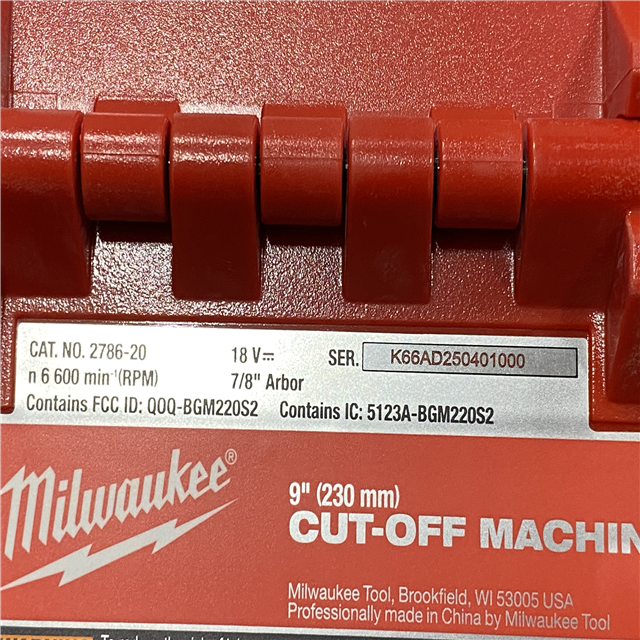 CAT. NO. 2786-20 18 V⎓ SER. K66AD250401000
n 6 600 min⁻¹(RPM) 7/8" Arbor
Contains FCC ID: QOQ-BGM220S2 Contains IC: 5123A-BGM220S2
Milwaukee®
9" (230 mm)
CUT-OFF MACHIN
Milwaukee Tool, Brookfield, WI 53005 USA
Professionally made in China by Milwaukee Tool